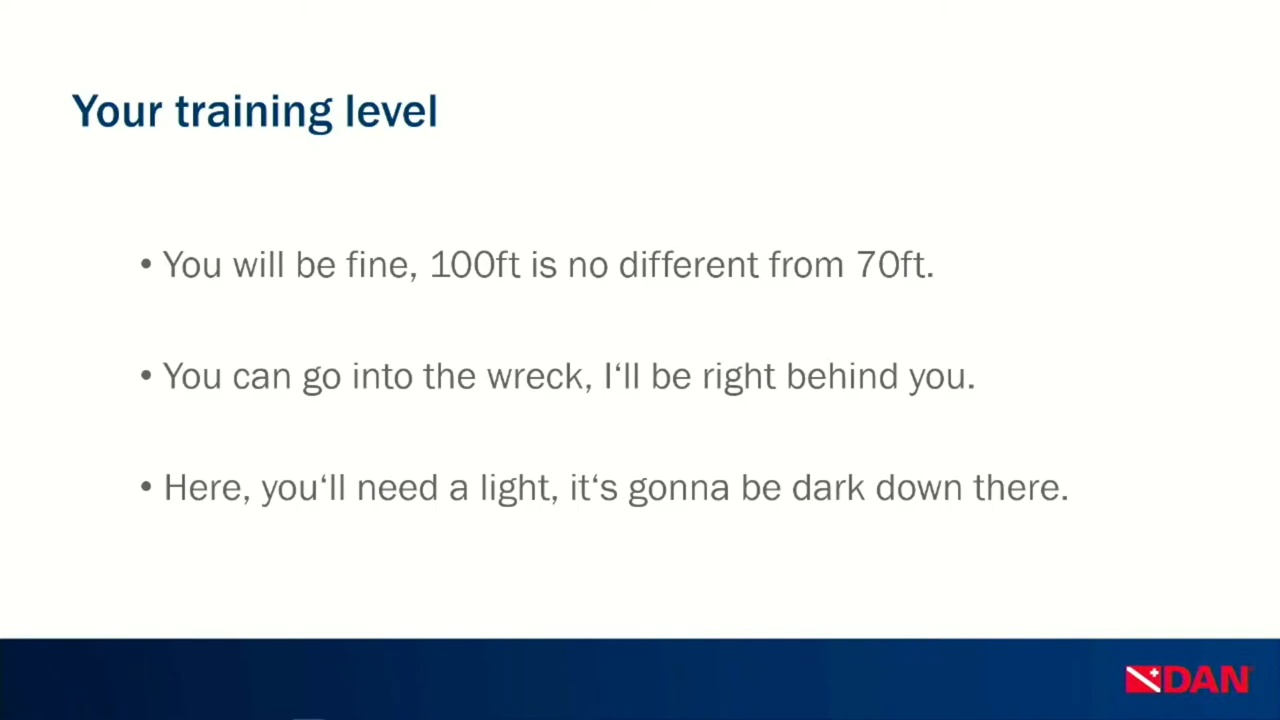 Your training level
• You will be fine, 100ft is no different from 70ft.
• You can go into the wreck, I‘ll be right behind you.
• Here, you‘ll need a light, it‘s gonna be dark down there.
DAN